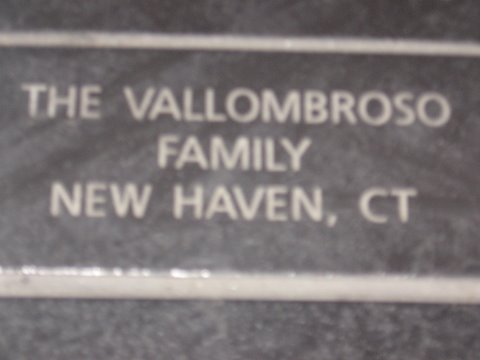 THE VALLOMBROSO
FAMILY
NEW HAVEN, CT